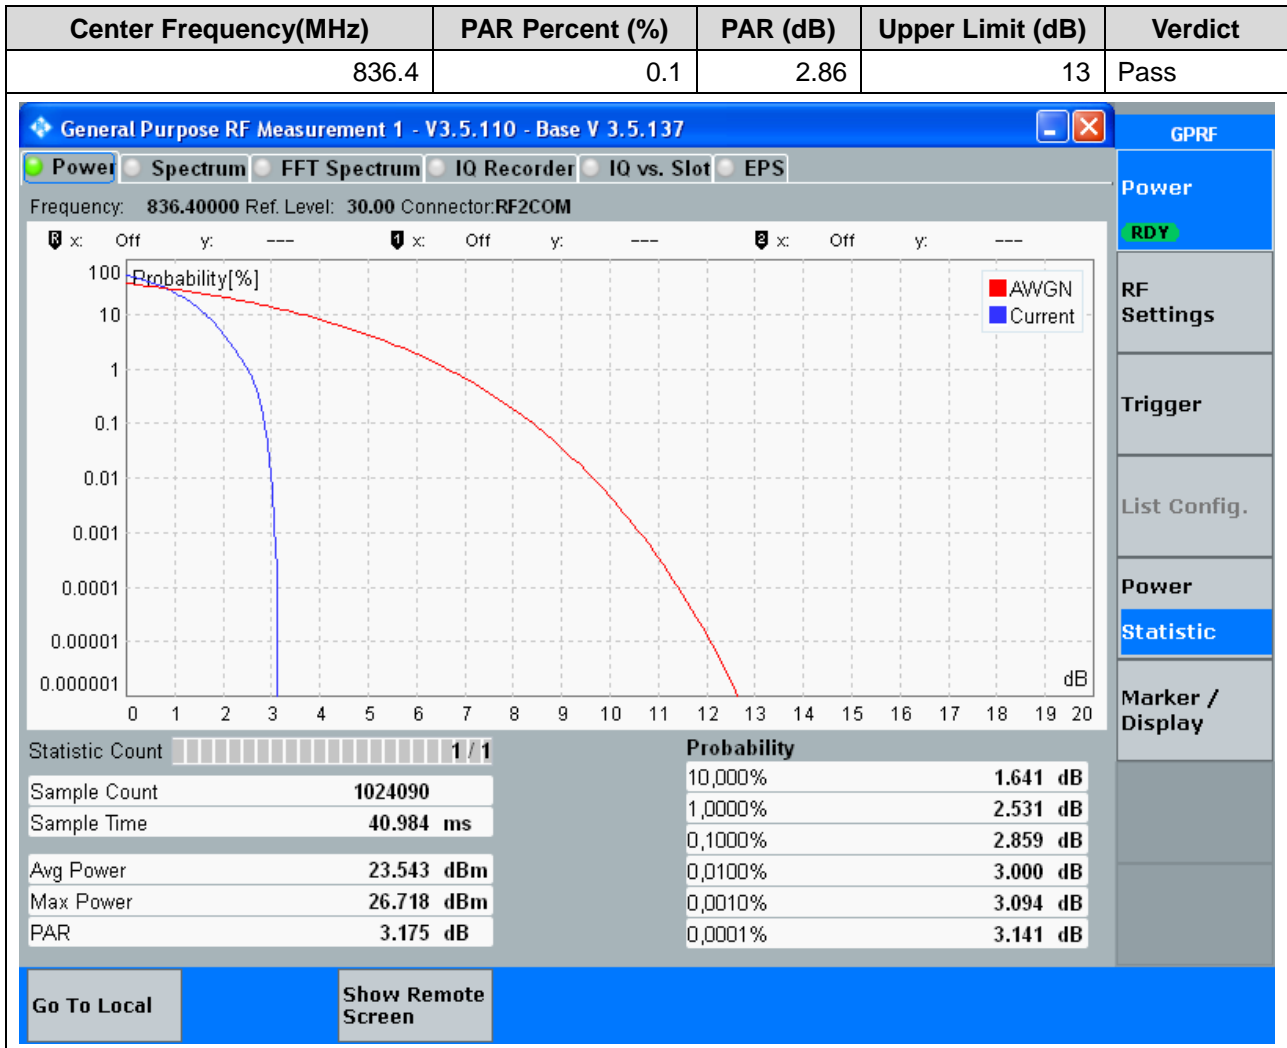 Center Frequency(MHz) PAR Percent (%) PAR (dB) Upper Limit (dB) Verdict
836.4 0.1 2.86 13 Pass
General Purpose RF Measurement 1 - V3.5.110 - Base V 3.5.137
GPRF
Power Spectrum FFT Spectrum IQ Recorder IQ vs. Slot EPS
Power
RDY
Frequency: 836.40000 Ref. Level: 30.00 Connector:RF2COM
R x: Off y: --- 1 x: Off y: --- 2 x: Off y: ---
Probability[%]
AWGN
Current
100
10
1
0.1
0.01
0.001
0.0001
0.00001
0.000001
dB
0 1 2 3 4 5 6 7 8 9 10 11 12 13 14 15 16 17 18 19 20
RF
Settings
Trigger
List Config.
Power
Statistic
Marker /
Display
Statistic Count 1 / 1
Sample Count 1024090
Sample Time 40.984 ms
Avg Power 23.543 dBm
Max Power 26.718 dBm
PAR 3.175 dB
Probability
10,000% 1.641 dB
1,0000% 2.531 dB
0,1000% 2.859 dB
0,0100% 3.000 dB
0,0010% 3.094 dB
0,0001% 3.141 dB
Go To Local
Show Remote
Screen